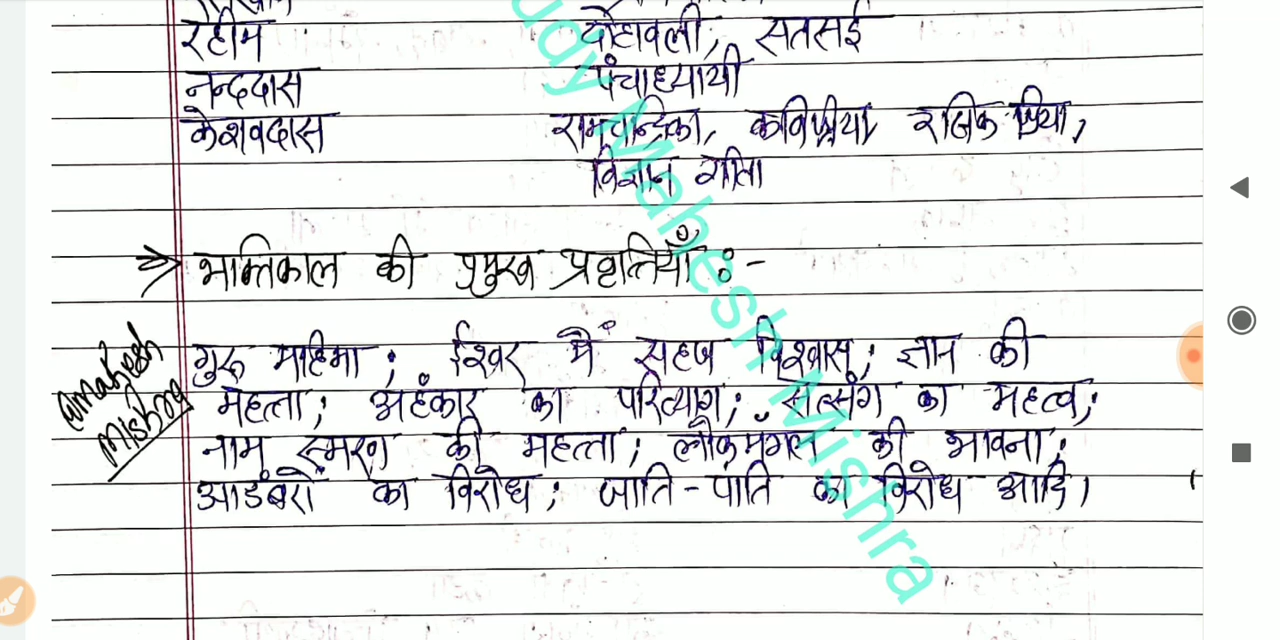 रहीम दोहावली, सतसई
नन्ददास पंचाध्यायी
केशवदास रामचन्द्रिका, कविप्रिया, रसिक प्रिया,
विज्ञान गीता
⇒ भक्तिकाल की प्रमुख प्रवृत्तियाँ :-
गुरू महिमा ; ईश्वर में सहज विश्वास ; ज्ञान की
महत्ता ; अहंकार का परित्याग ; सत्संग का महत्व ;
नाम स्मरण की महत्ता ; लोकमंगल की भावना ;
आडंबरों का विरोध ; जाति-पाति का विरोध आदि।
@mahesh
Mishra
udy Mahesh Mishra